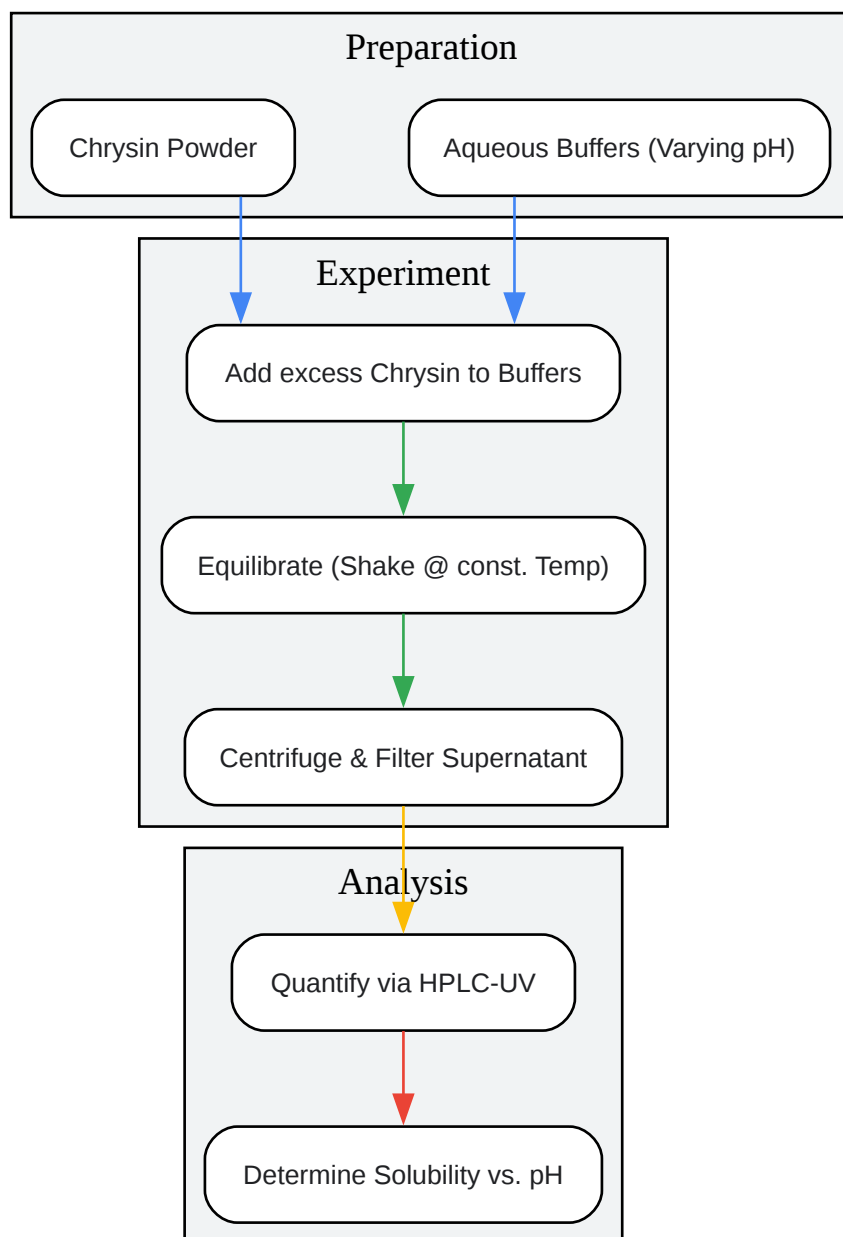 Preparation
Chrysin Powder
Aqueous Buffers (Varying pH)
Experiment
Add excess Chrysin to Buffers
Equilibrate (Shake @ const. Temp)
Centrifuge & Filter Supernatant
Analysis
Quantify via HPLC-UV
Determine Solubility vs. pH